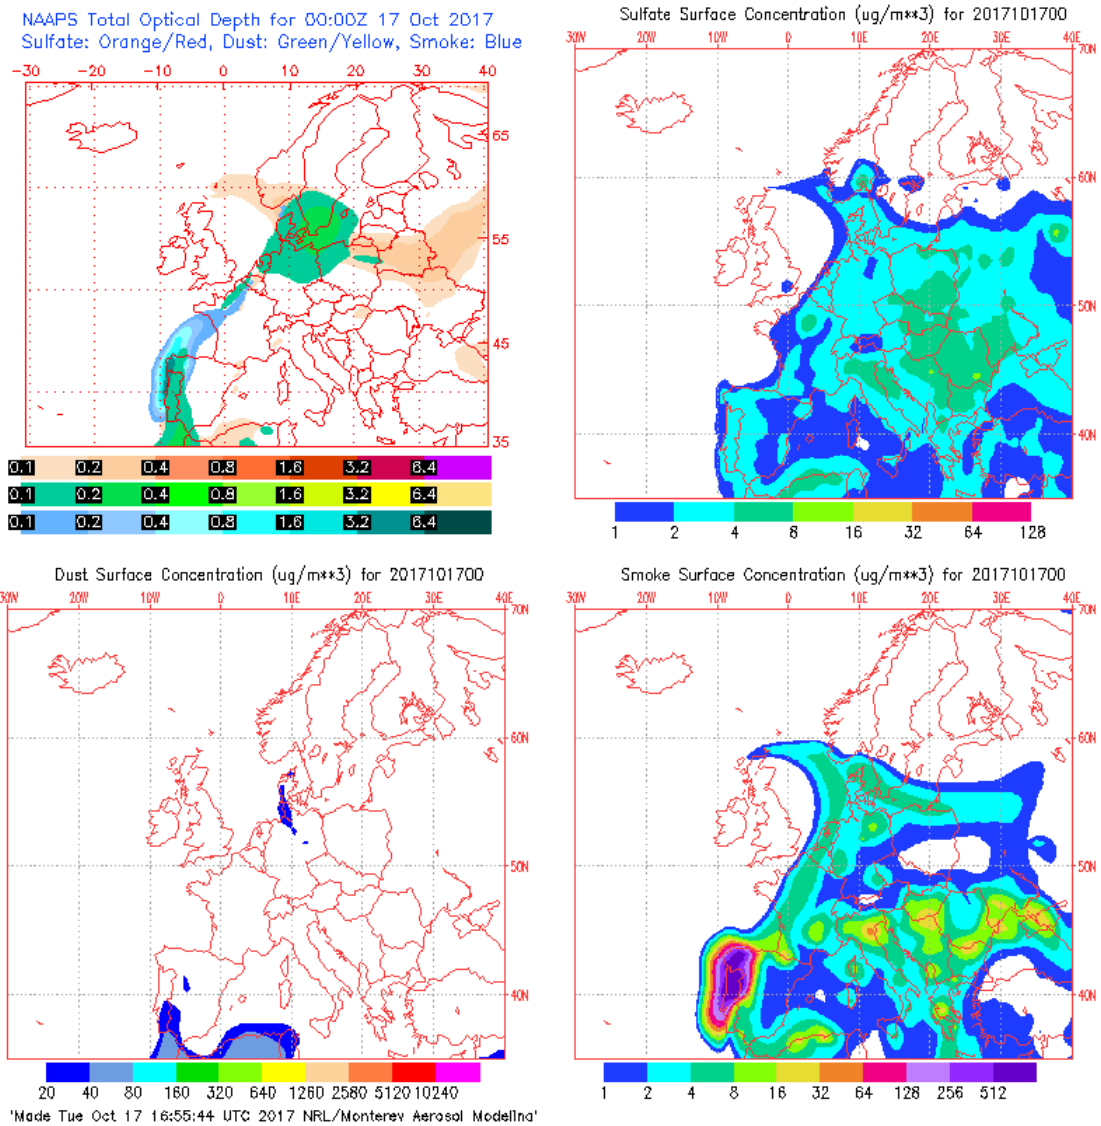 NAAPS Total Optical Depth for 00:00Z 17 Oct 2017
Sulfate: Orange/Red, Dust: Green/Yellow, Smoke: Blue
-30 -20 -10 0 10 20 30 40
65
55
45
35
0.1 0.2 0.4 0.8 1.6 3.2 6.4
0.1 0.2 0.4 0.8 1.6 3.2 6.4
0.1 0.2 0.4 0.8 1.6 3.2 6.4
Sulfate Surface Concentration (ug/m**3) for 2017101700
30W 20W 10W 0 10E 20E 30E 40E
70N
60N
50N
40N
1 2 4 8 16 32 64 128
Dust Surface Concentration (ug/m**3) for 2017101700
30W 20W 10W 0 10E 20E 30E 40E
70N
60N
50N
40N
20 40 80 160 320 640 1260 2580 5120 10240
'Made Tue Oct 17 16:55:44 UTC 2017 NRL/Monterey Aerosol Modeling'
Smoke Surface Concentration (ug/m**3) for 2017101700
30W 20W 10W 0 10E 20E 30E 40E
70N
60N
50N
40N
1 2 4 8 16 32 64 128 256 512